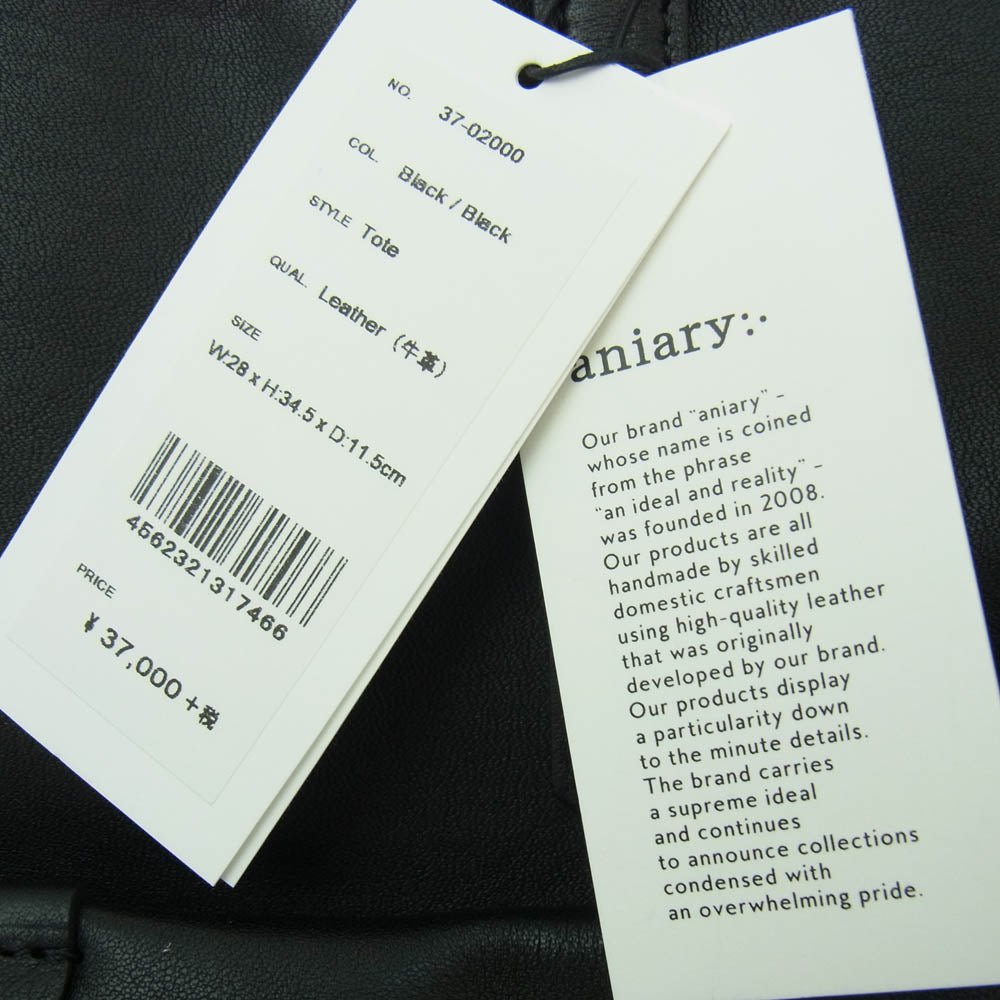 NO. 37-02000
COL. Black / Black
STYLE Tote
QUAL. Leather (牛革)
SIZE
W:28 x H:34.5 x D:11.5cm
4562321317466
PRICE
¥ 37,000 + 税
aniary:.
Our brand "aniary" –
whose name is coined
from the phrase
"an ideal and reality" –
was founded in 2008.
Our products are all
handmade by skilled
domestic craftsmen
using high-quality leather
that was originally
developed by our brand.
Our products display
a particularity down
to the minute details.
The brand carries
a supreme ideal
and continues
to announce collections
condensed with
an overwhelming pride.